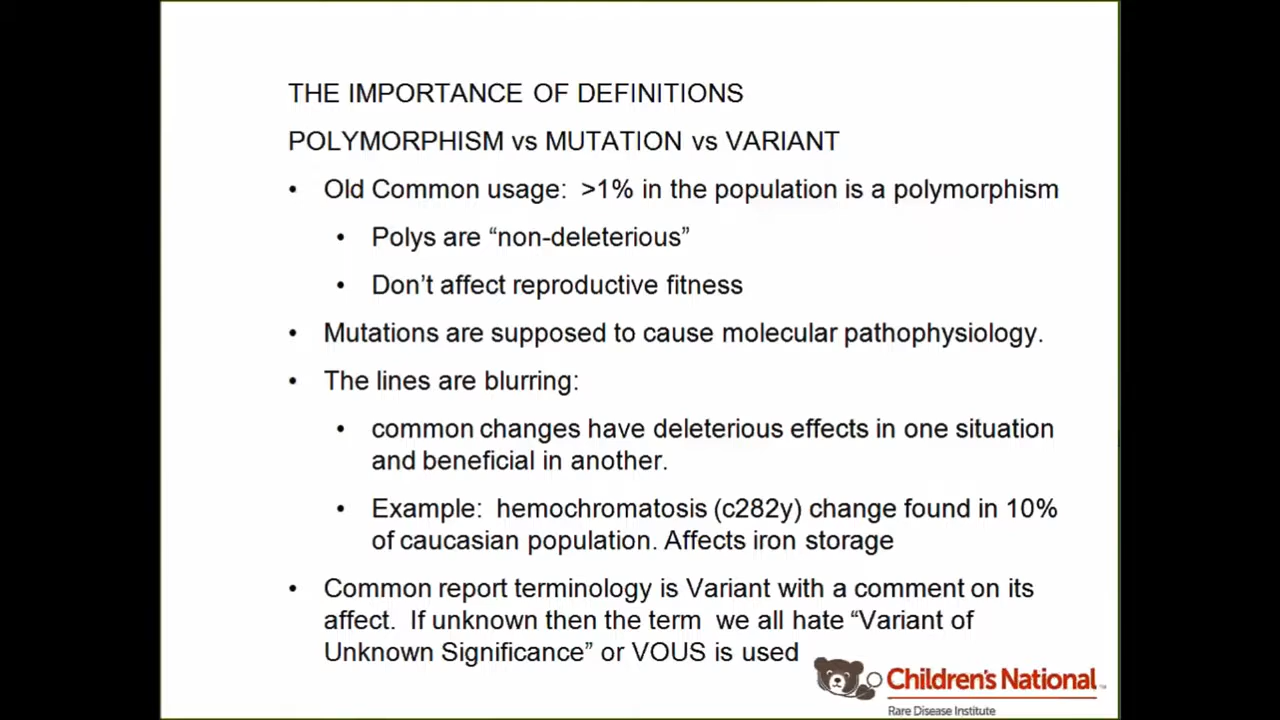 THE IMPORTANCE OF DEFINITIONS
POLYMORPHISM vs MUTATION vs VARIANT
• Old Common usage: >1% in the population is a polymorphism
• Polys are “non-deleterious”
• Don’t affect reproductive fitness
• Mutations are supposed to cause molecular pathophysiology.
• The lines are blurring:
• common changes have deleterious effects in one situation
and beneficial in another.
• Example: hemochromatosis (c282y) change found in 10%
of caucasian population. Affects iron storage
• Common report terminology is Variant with a comment on its
affect. If unknown then the term we all hate “Variant of
Unknown Significance” or VOUS is used
Children's National
Rare Disease Institute